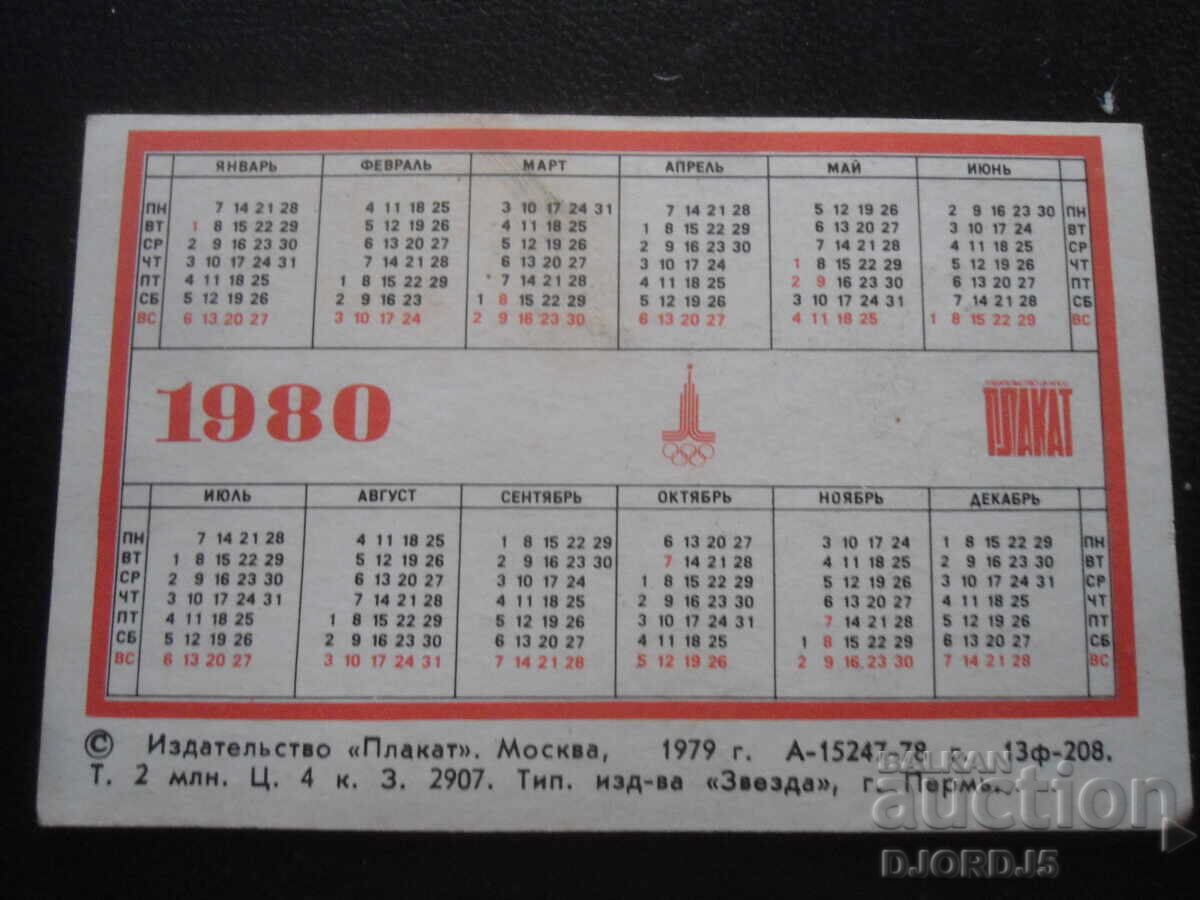 ЯНВАРЬ ФЕВРАЛЬ МАРТ АПРЕЛЬ МАЙ ИЮНЬ
ПН 7 14 21 28 4 11 18 25 3 10 17 24 31 7 14 21 28 5 12 19 26 2 9 16 23 30 ПН
ВТ 1 8 15 22 29 5 12 19 26 4 11 18 25 1 8 15 22 29 6 13 20 27 3 10 17 24 ВТ
СР 2 9 16 23 30 6 13 20 27 5 12 19 26 2 9 16 23 30 7 14 21 28 4 11 18 25 СР
ЧТ 3 10 17 24 31 7 14 21 28 6 13 20 27 3 10 17 24 1 8 15 22 29 5 12 19 26 ЧТ
ПТ 4 11 18 25 1 8 15 22 29 7 14 21 28 4 11 18 25 2 9 16 23 30 6 13 20 27 ПТ
СБ 5 12 19 26 2 9 16 23 1 8 15 22 29 5 12 19 26 3 10 17 24 31 7 14 21 28 СБ
ВС 6 13 20 27 3 10 17 24 2 9 16 23 30 6 13 20 27 4 11 18 25 1 8 15 22 29 ВС
1980
ПЛАКАТ
ИЮЛЬ АВГУСТ СЕНТЯБРЬ ОКТЯБРЬ НОЯБРЬ ДЕКАБРЬ
ПН 7 14 21 28 4 11 18 25 1 8 15 22 29 6 13 20 27 3 10 17 24 1 8 15 22 29 ПН
ВТ 1 8 15 22 29 5 12 19 26 2 9 16 23 30 7 14 21 28 4 11 18 25 2 9 16 23 30 ВТ
СР 2 9 16 23 30 6 13 20 27 3 10 17 24 1 8 15 22 29 5 12 19 26 3 10 17 24 31 СР
ЧТ 3 10 17 24 31 7 14 21 28 4 11 18 25 2 9 16 23 30 6 13 20 27 4 11 18 25 ЧТ
ПТ 4 11 18 25 1 8 15 22 29 5 12 19 26 3 10 17 24 31 7 14 21 28 5 12 19 26 ПТ
СБ 5 12 19 26 2 9 16 23 30 6 13 20 27 4 11 18 25 1 8 15 22 29 6 13 20 27 СБ
ВС 6 13 20 27 3 10 17 24 31 7 14 21 28 5 12 19 26 2 9 16 23 30 7 14 21 28 ВС
© Издательство «Плакат». Москва, 1979 г. А-15247-78 г. 13ф-208.
Т. 2 млн. Ц. 4 к. З. 2907. Тип. изд-ва «Звезда», г. Пермь.
BALKAN
auction
DJORDJ5